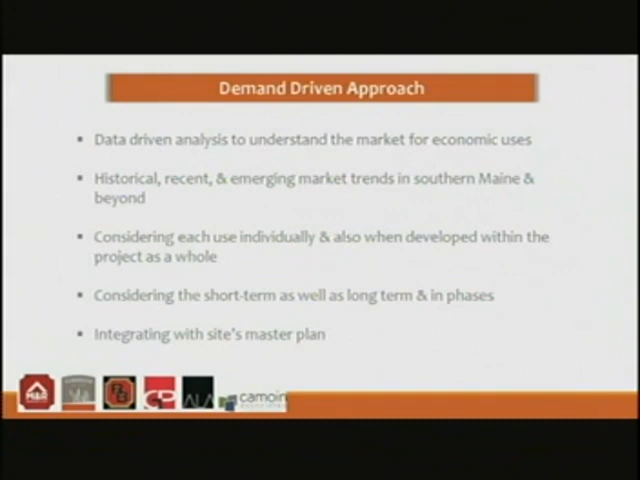 Demand Driven Approach
▪ Data driven analysis to understand the market for economic uses
▪ Historical, recent, & emerging market trends in southern Maine &
beyond
▪ Considering each use individually & also when developed within the
project as a whole
▪ Considering the short-term as well as long term & in phases
▪ Integrating with site's master plan
M&R
GP
ALA
camoin